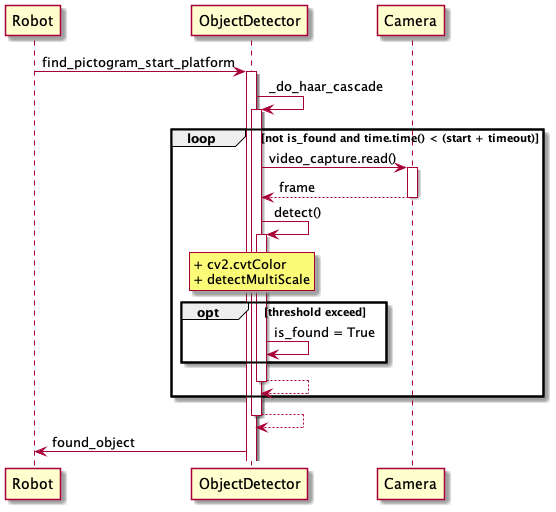 Robot
ObjectDetector
Camera
find_pictogram_start_platform
_do_haar_cascade
loop
[not is_found and time.time() < (start + timeout)]
video_capture.read()
frame
detect()
+ cv2.cvtColor
+ detectMultiScale
opt
[threshold exceed]
is_found = True
found_object
Robot
ObjectDetector
Camera